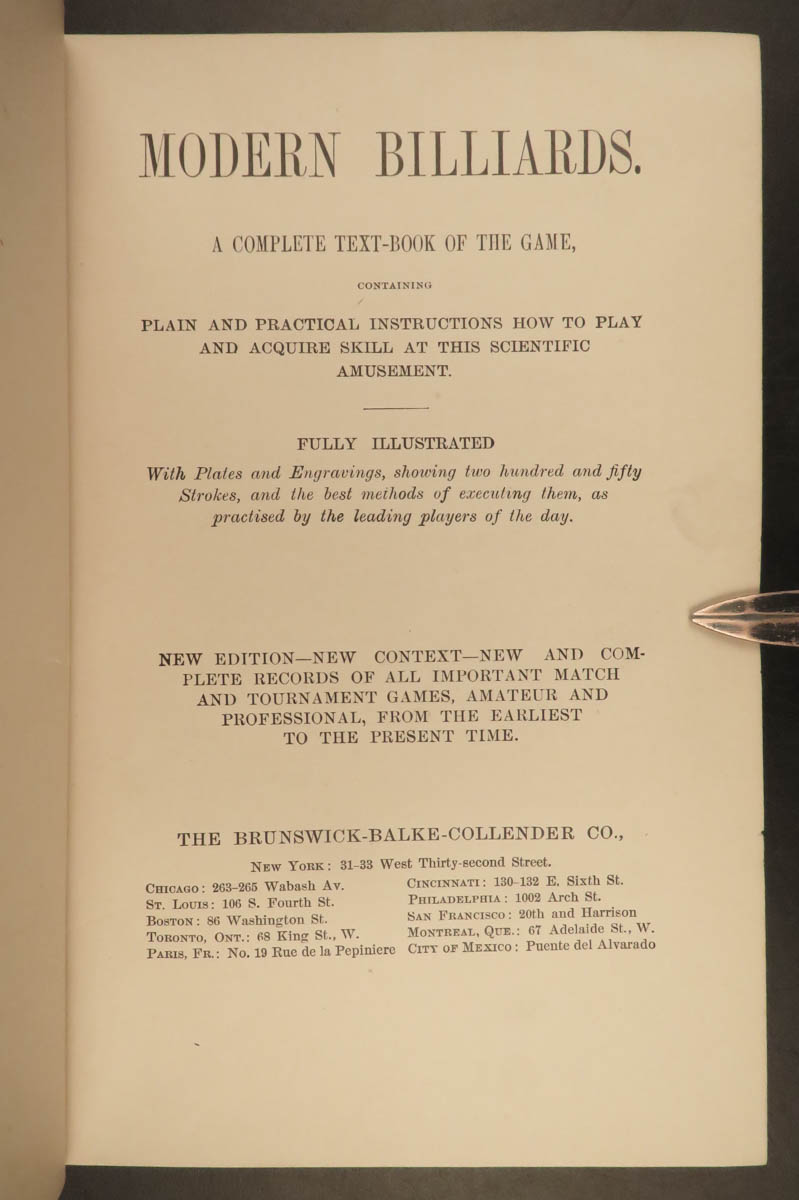 MODERN BILLIARDS.
A COMPLETE TEXT-BOOK OF THE GAME,
CONTAINING
PLAIN AND PRACTICAL INSTRUCTIONS HOW TO PLAY
AND ACQUIRE SKILL AT THIS SCIENTIFIC
AMUSEMENT.
FULLY ILLUSTRATED
With Plates and Engravings, showing two hundred and fifty
Strokes, and the best methods of executing them, as
practised by the leading players of the day.
NEW EDITION—NEW CONTEXT—NEW AND COM-
PLETE RECORDS OF ALL IMPORTANT MATCH
AND TOURNAMENT GAMES, AMATEUR AND
PROFESSIONAL, FROM THE EARLIEST
TO THE PRESENT TIME.
THE BRUNSWICK-BALKE-COLLENDER CO.,
NEW YORK: 31-33 West Thirty-second Street.
CHICAGO: 263-265 Wabash Av.
ST. LOUIS: 106 S. Fourth St.
BOSTON: 86 Washington St.
TORONTO, ONT.: 68 King St., W.
PARIS, FR.: No. 19 Rue de la Pepiniere
CINCINNATI: 130-132 E. Sixth St.
PHILADELPHIA: 1002 Arch St.
SAN FRANCISCO: 20th and Harrison
MONTREAL, QUE.: 67 Adelaide St., W.
CITY OF MEXICO: Puente del Alvarado